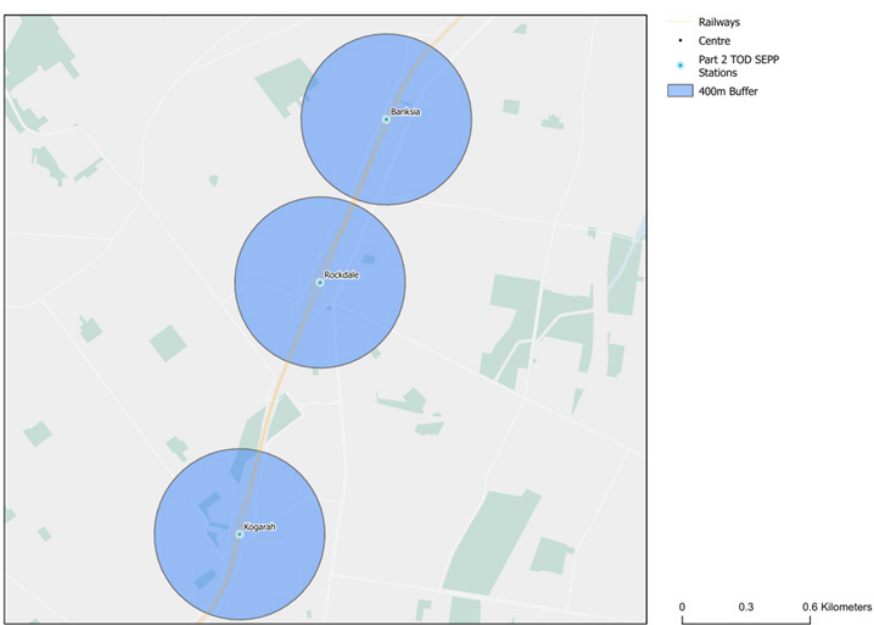 Railways
Centre
Part 2 TOD SEPP
Stations
400m Buffer
Banksia
Rockdale
Kogarah
0 0.3 0.6 Kilometers